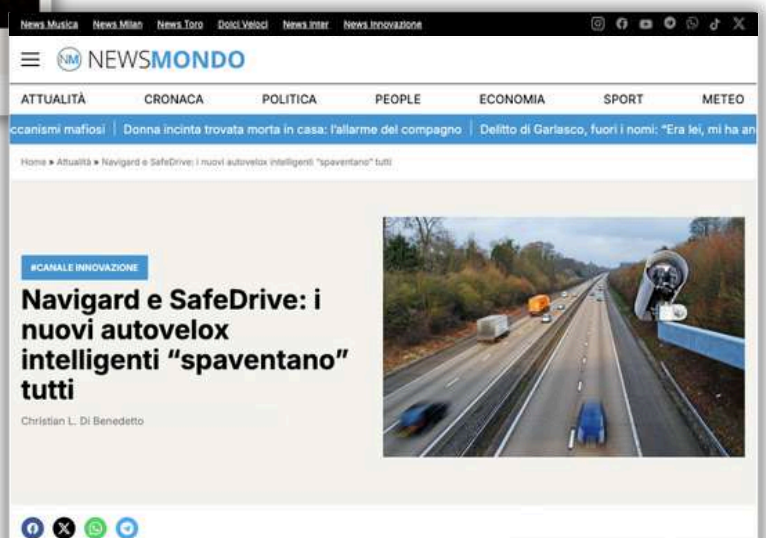 News Musica News Milan News Toro Dolci Veloci News Inter News Innovazione
NM NEWSMONDO
ATTUALITÀ CRONACA POLITICA PEOPLE ECONOMIA SPORT METEO
ccanismi mafiosi | Donna incinta trovata morta in casa: l'allarme del compagno | Delitto di Garlasco, fuori i nomi: "Era lei, mi ha an
Home » Attualità » Navigard e SafeDrive: i nuovi autovelox intelligenti "spaventano" tutti
#CANALE INNOVAZIONE
Navigard e SafeDrive: i
nuovi autovelox
intelligenti "spaventano"
tutti
Christian L. Di Benedetto